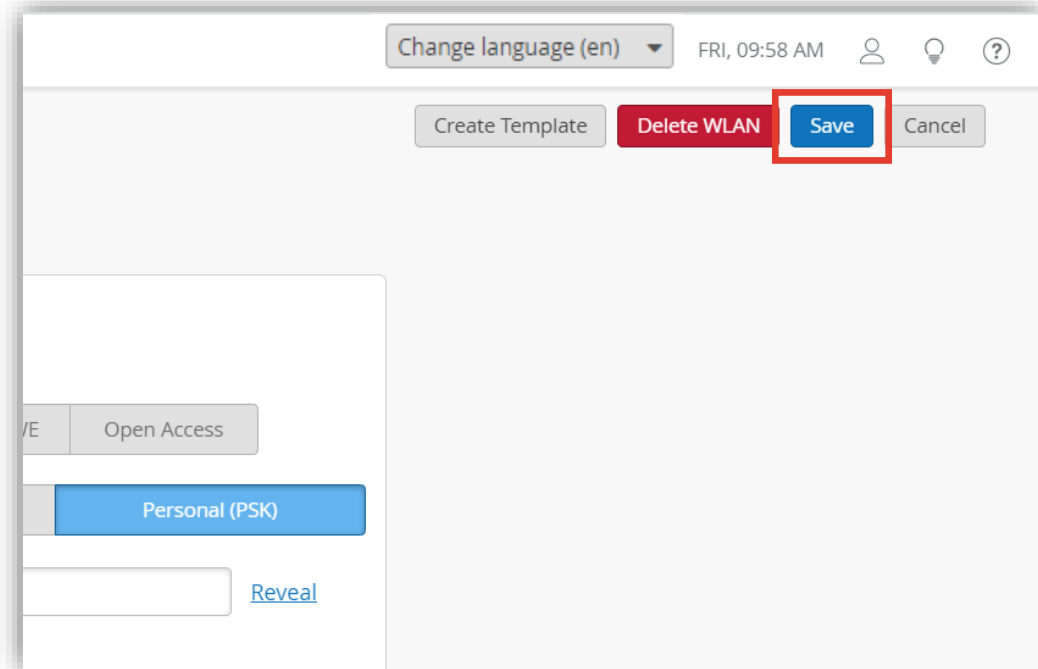 Change language (en) FRI, 09:58 AM ?
Create Template Delete WLAN Save Cancel
/E Open Access
Personal (PSK)
Reveal